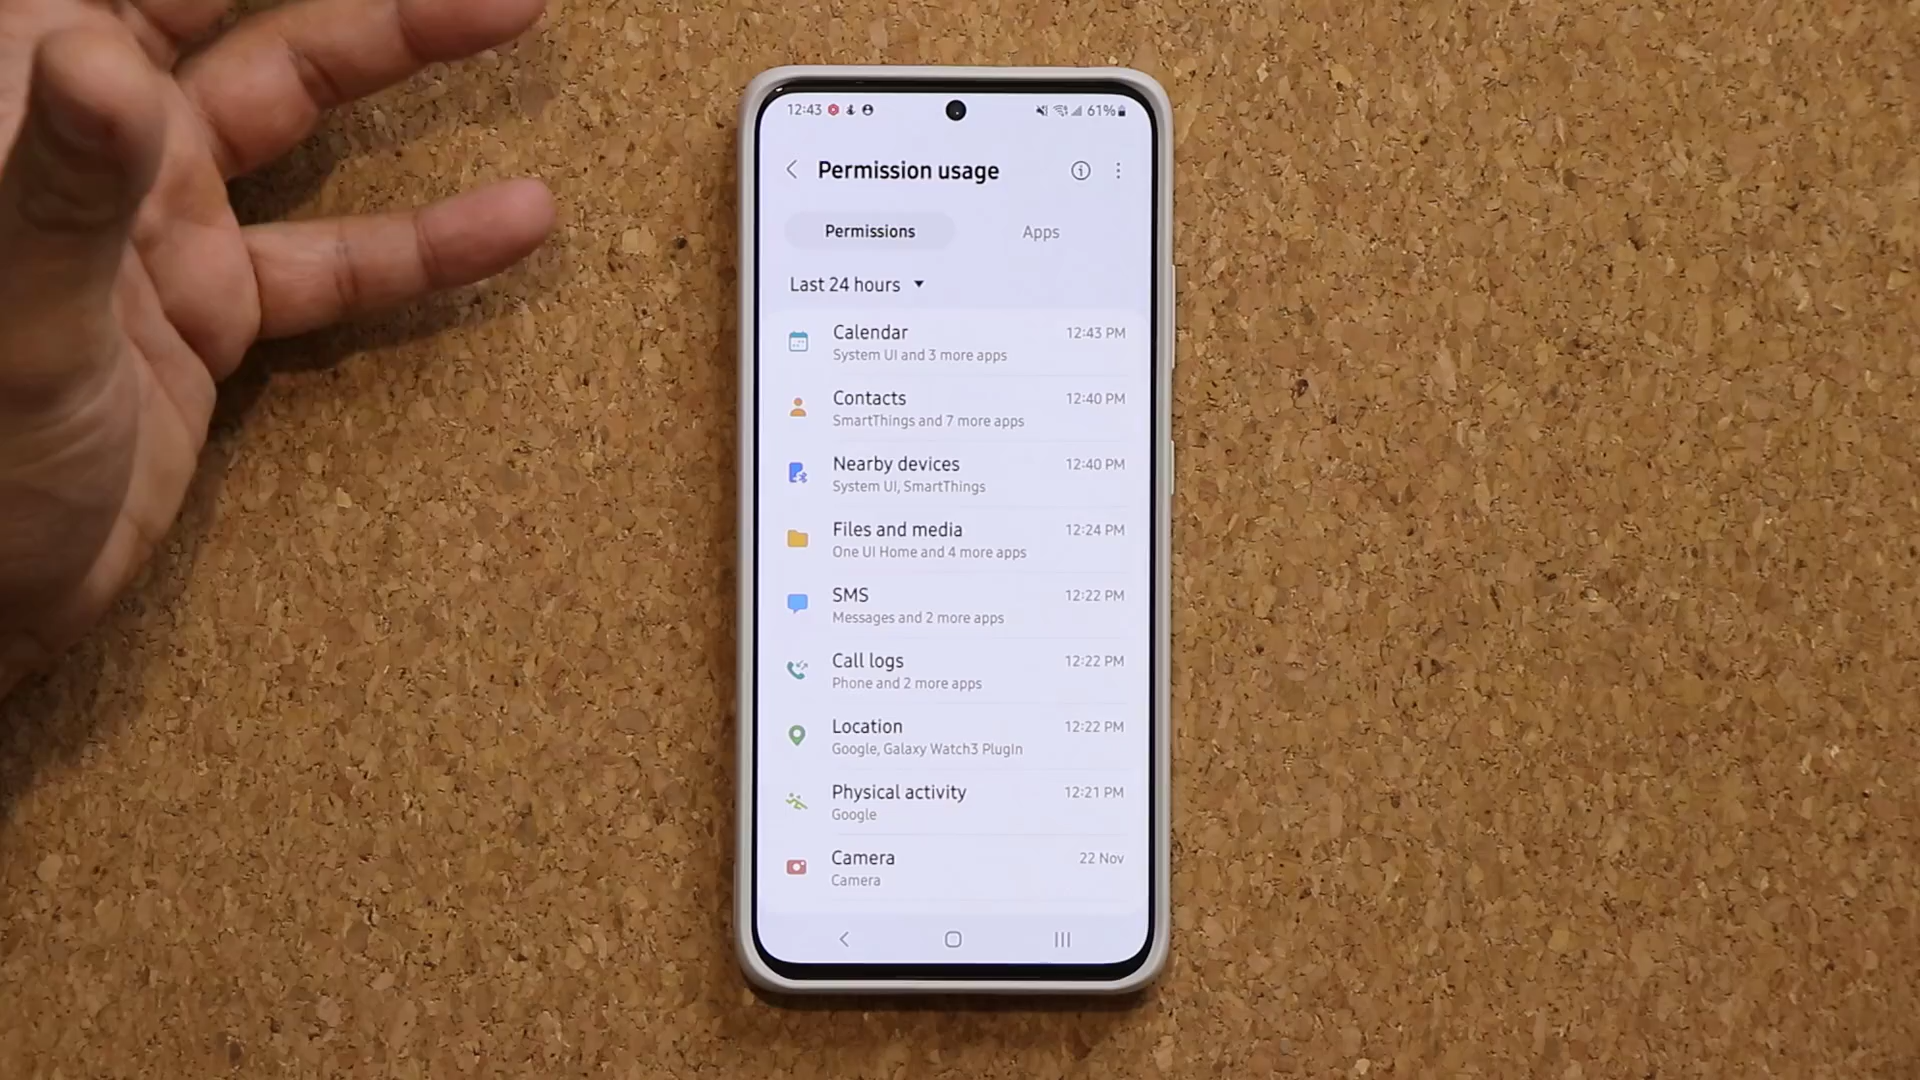 12:43
61%
Permission usage
Permissions
Apps
Last 24 hours
Calendar
12:43 PM
System UI and 3 more apps
Contacts
12:40 PM
SmartThings and 7 more apps
Nearby devices
12:40 PM
System UI, SmartThings
Files and media
12:24 PM
One UI Home and 4 more apps
SMS
12:22 PM
Messages and 2 more apps
Call logs
12:22 PM
Phone and 2 more apps
Location
12:22 PM
Google, Galaxy Watch3 PlugIn
Physical activity
12:21 PM
Google
Camera
22 Nov
Camera